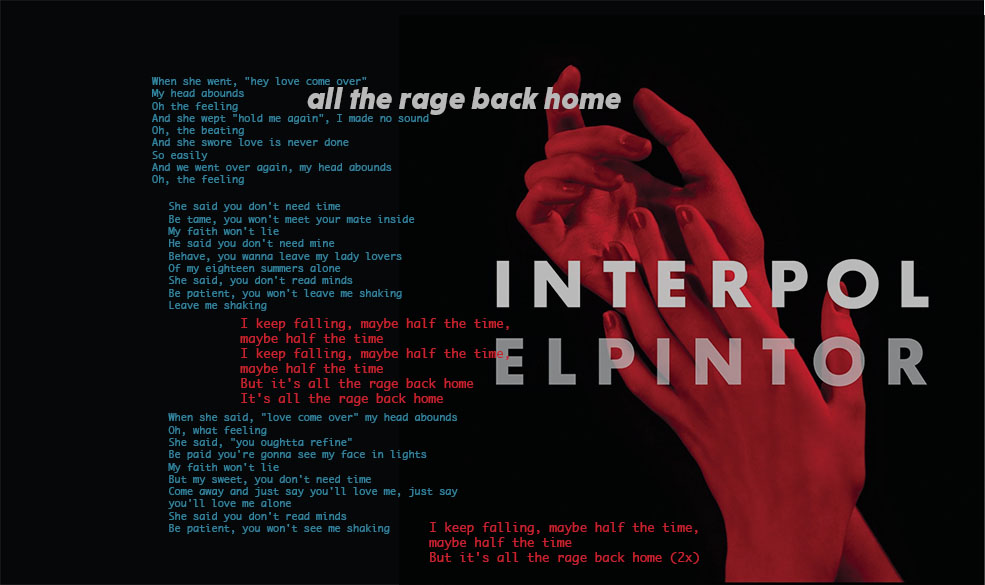 When she went, "hey love come over"
all the rage back home
My head abounds
Oh the feeling
And she wept "hold me again", I made no sound
Oh, the beating
And she swore love is never done
So easily
And we went over again, my head abounds
Oh, the feeling
She said you don't need time
Be tame, you won't meet your mate inside
My faith won't lie
He said you don't need mine
Behave, you wanna leave my lady lovers
Of my eighteen summers alone
She said, you don't read minds
Be patient, you won't leave me shaking
Leave me shaking
INTERPOL
ELPINTOR
I keep falling, maybe half the time,
maybe half the time
I keep falling, maybe half the time,
maybe half the time
But it's all the rage back home
It's all the rage back home
When she said, "love come over" my head abounds
Oh, what feeling
She said, "you oughtta refine"
Be paid you're gonna see my face in lights
My faith won't lie
But my sweet, you don't need time
Come away and just say you'll love me, just say
you'll love me alone
She said you don't read minds
Be patient, you won't see me shaking
I keep falling, maybe half the time,
maybe half the time
But it's all the rage back home (2x)